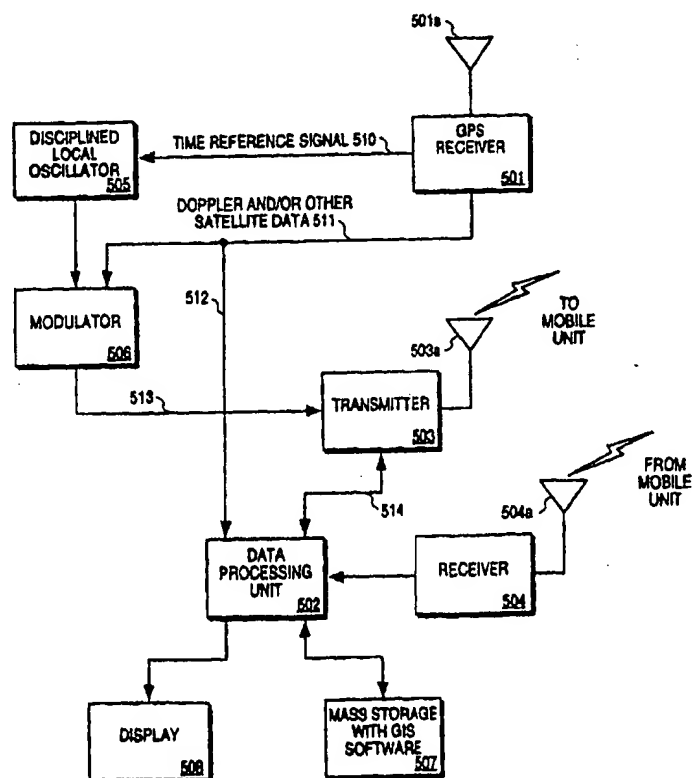 501a
GPS
RECEIVER
501
DISCIPLINED
LOCAL
OSCILLATOR
505
TIME REFERENCE SIGNAL 510
DOPPLER AND/OR OTHER
SATELLITE DATA 511
MODULATOR
506
512
TO
MOBILE
UNIT
503a
513
TRANSMITTER
503
FROM
MOBILE
UNIT
504a
514
DATA
PROCESSING
UNIT
502
RECEIVER
504
DISPLAY
508
MASS STORAGE
WITH GIS
SOFTWARE
507